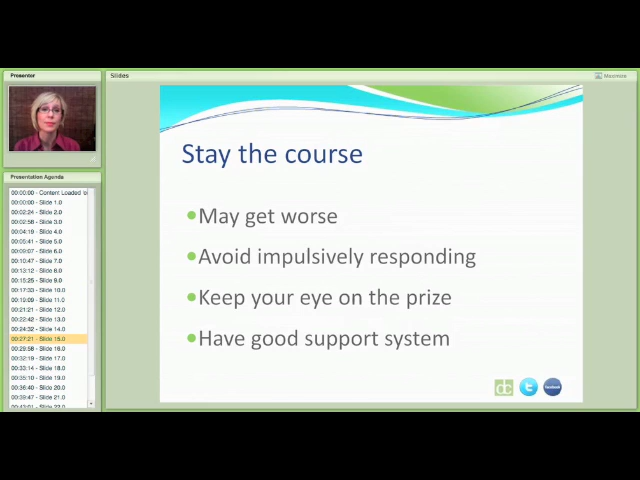 Presenter
Slides
Maximize
Presentation Agenda
00:00:00 - Content Loaded
00:00:00 - Slide 1.0
00:02:24 - Slide 2.0
00:02:58 - Slide 3.0
00:04:19 - Slide 4.0
00:05:41 - Slide 5.0
00:09:07 - Slide 6.0
00:10:47 - Slide 7.0
00:13:12 - Slide 8.0
00:15:25 - Slide 9.0
00:17:33 - Slide 10.0
00:19:09 - Slide 11.0
00:21:21 - Slide 12.0
00:22:42 - Slide 13.0
00:24:32 - Slide 14.0
00:27:21 - Slide 15.0
00:29:58 - Slide 16.0
00:32:19 - Slide 17.0
00:33:14 - Slide 18.0
00:35:10 - Slide 19.0
00:36:40 - Slide 20.0
00:39:47 - Slide 21.0
Stay the course
•May get worse
•Avoid impulsively responding
•Keep your eye on the prize
•Have good support system
dc
facebook